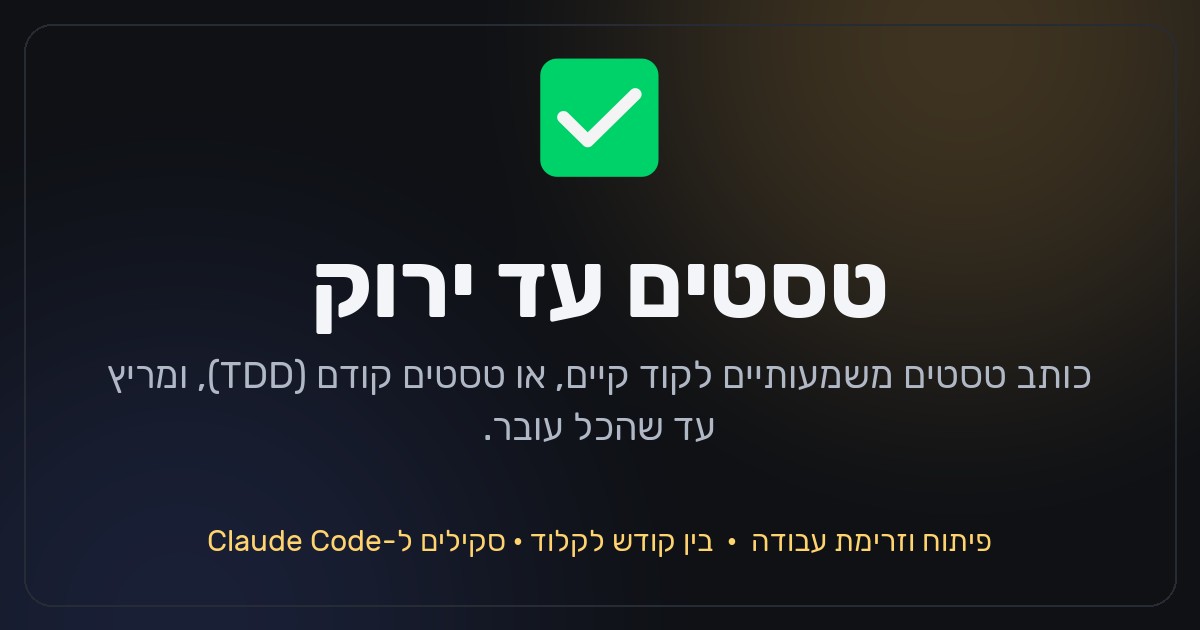 טסטים עד ירוק
כותב טסטים משמעותיים לקוד קיים, או טסטים קודם (TDD), ומריץ
עד שהכל עובר.
פיתוח וזרימת עבודה • בין קודש לקלוד • סקילים ל-Claude Code